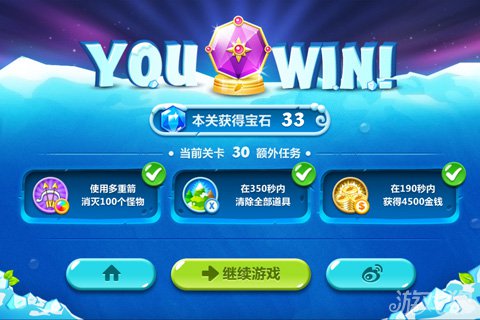 YOU WIN!
本关获得宝石 33
当前关卡 30 额外任务
使用多重箭
消灭100个怪物
在350秒内
清除全部道具
在190秒内
获得4500金钱
继续游戏